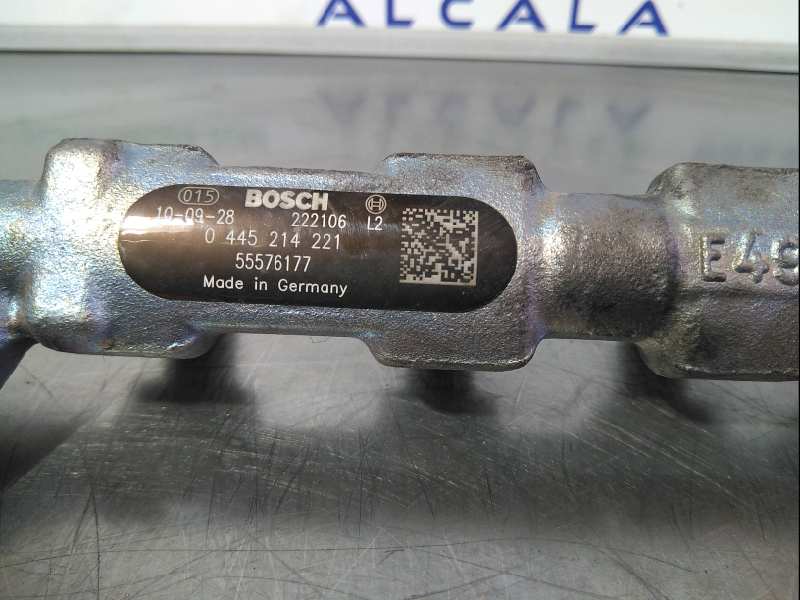 ALCALA
015 BOSCH
10-09-28 222106 L2
0 445 214 221
55576177
Made in Germany